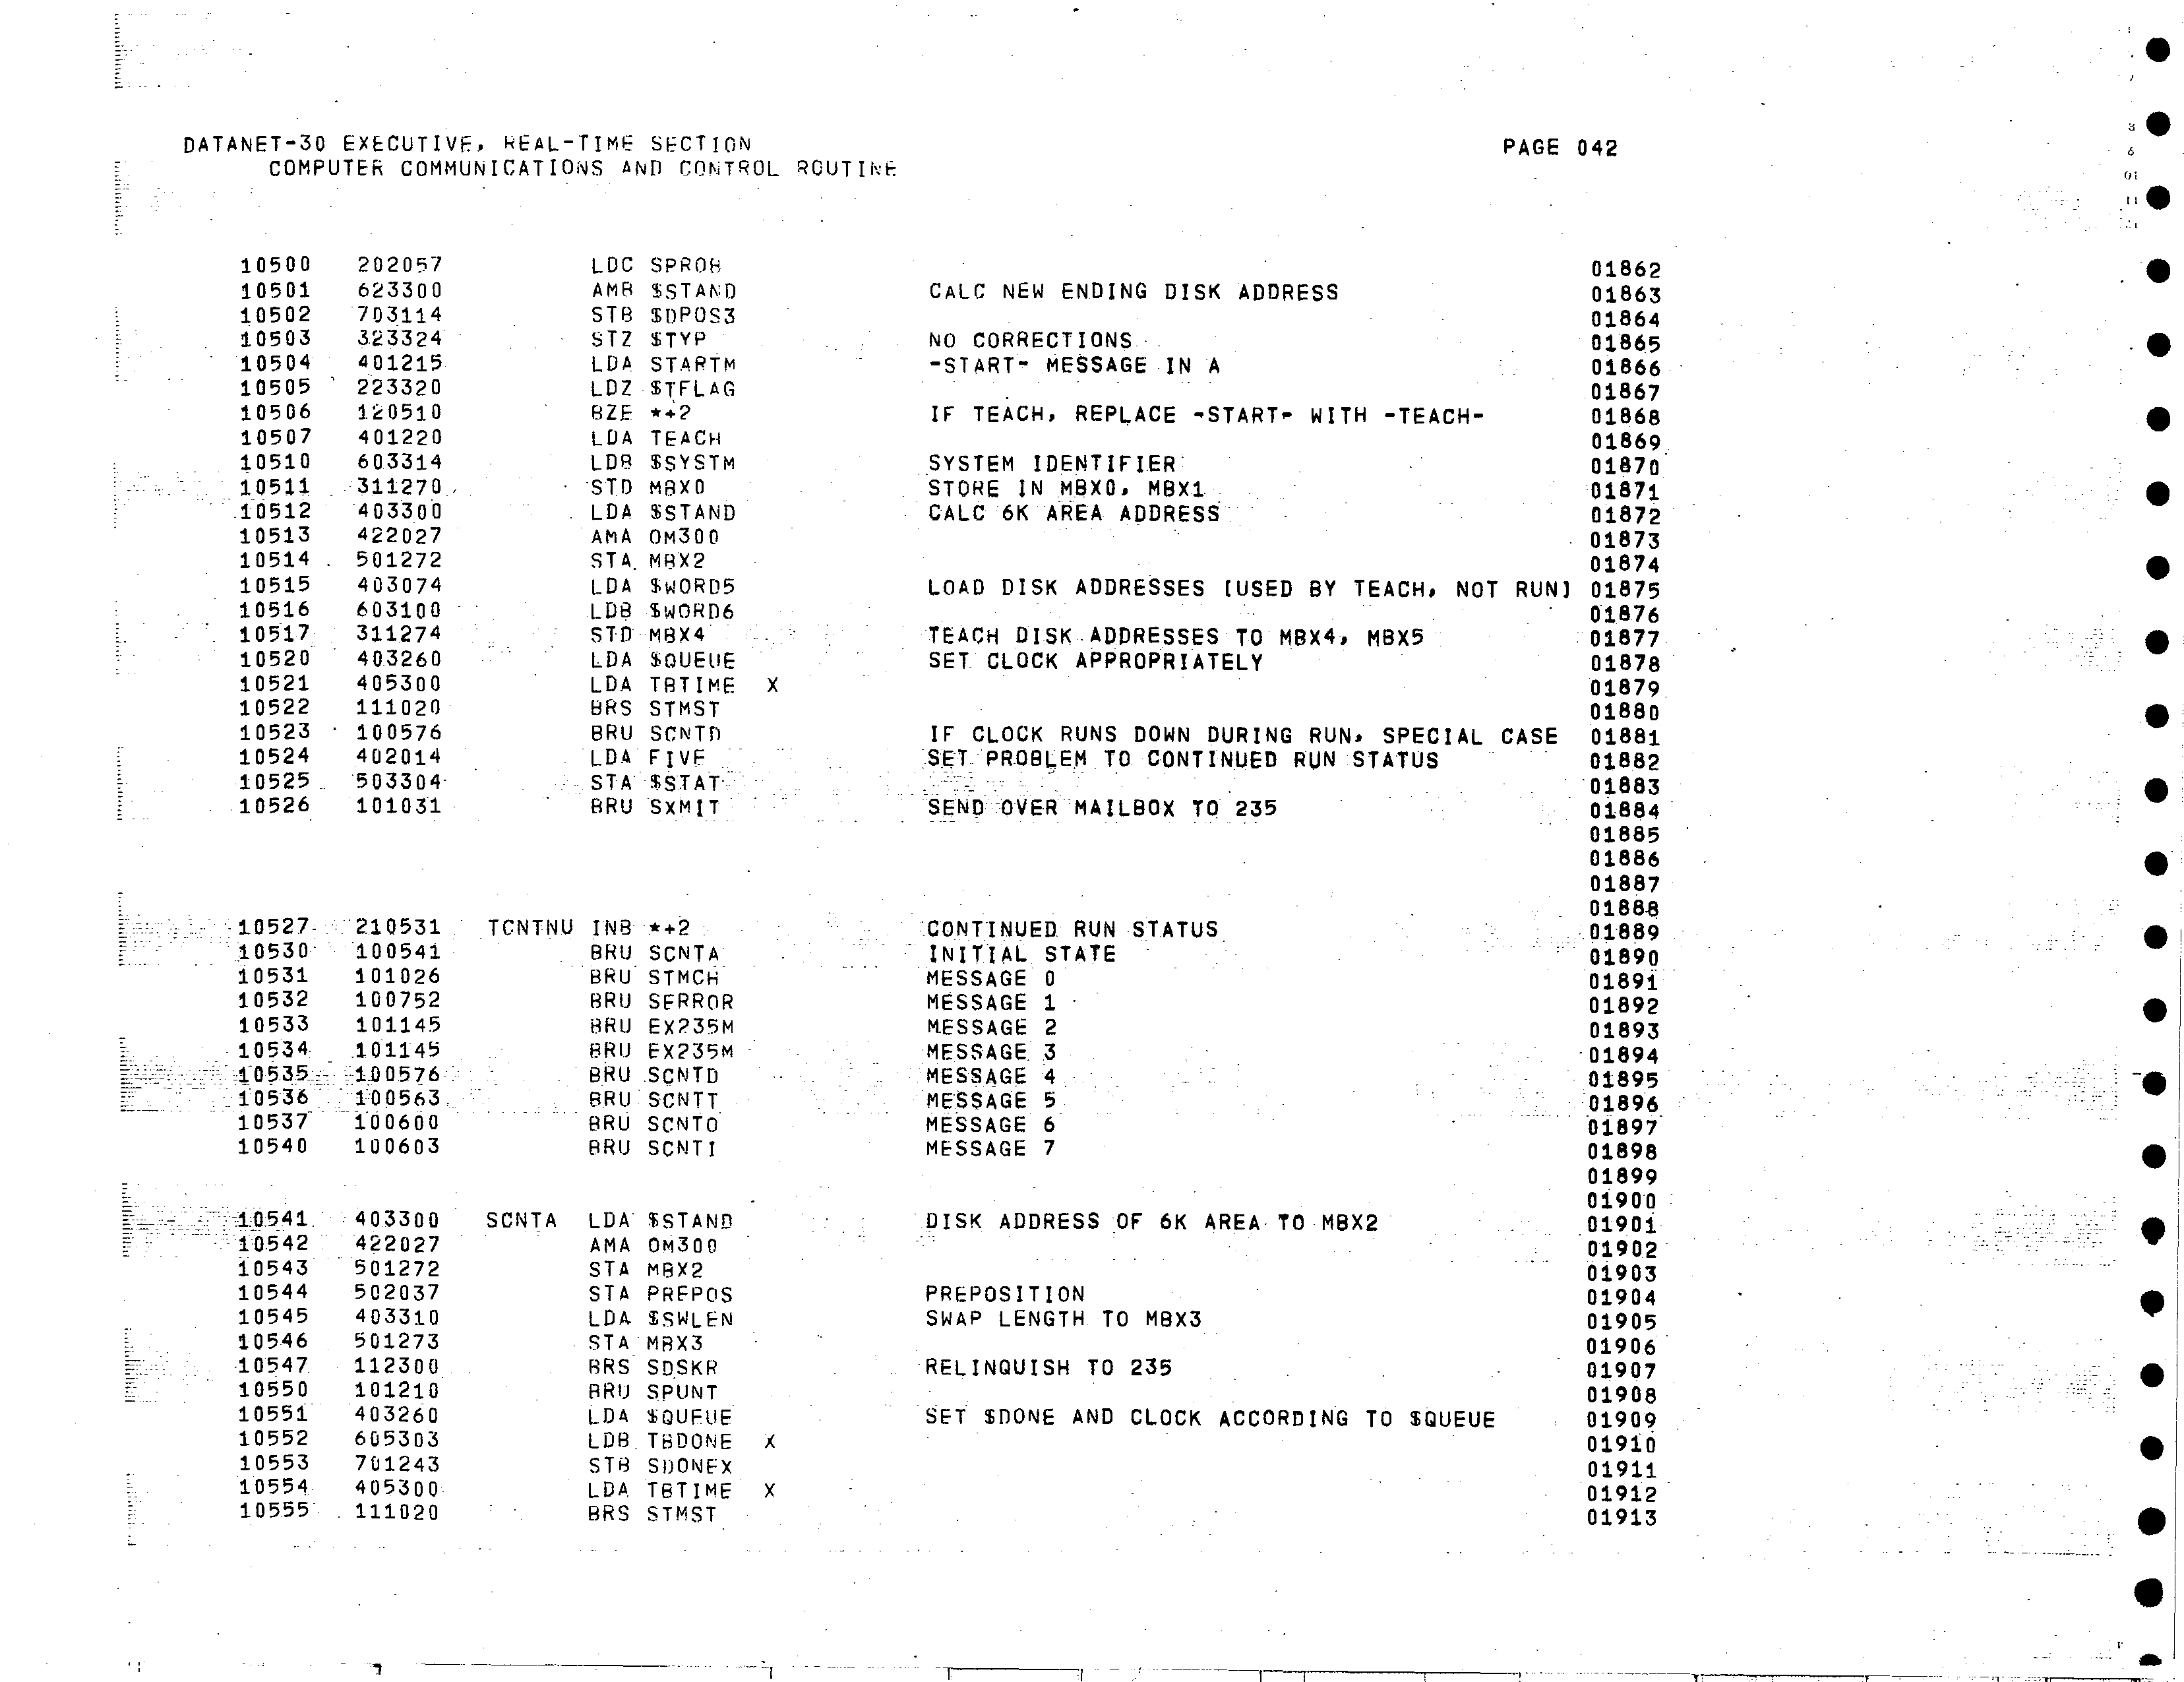 DATANET-30 EXECUTIVE, REAL-TIME SECTION PAGE 042
COMPUTER COMMUNICATIONS AND CONTROL ROUTINE
10500 202057 LDC SPROB 01862
10501 623300 AMB $STAND CALC NEW ENDING DISK ADDRESS 01863
10502 703114 STB $DPOS3 01864
10503 323324 STZ $TYP NO CORRECTIONS 01865
10504 401215 LDA STARTM -START- MESSAGE IN A 01866
10505 223320 LDZ $TFLAG 01867
10506 120510 BZE *+2 IF TEACH, REPLACE -START- WITH -TEACH- 01868
10507 401220 LDA TEACH 01869
10510 603314 LDB $SYSTM SYSTEM IDENTIFIER 01870
10511 311270 STD MBX0 STORE IN MBX0, MBX1 01871
10512 403300 LDA $STAND CALC 6K AREA ADDRESS 01872
10513 422027 AMA OM300 01873
10514 501272 STA MBX2 01874
10515 403074 LDA $WORD5 LOAD DISK ADDRESSES [USED BY TEACH, NOT RUN] 01875
10516 603100 LDB $WORD6 01876
10517 311274 STD MBX4 TEACH DISK ADDRESSES TO MBX4, MBX5 01877
10520 403260 LDA $QUEUE SET CLOCK APPROPRIATELY 01878
10521 405300 LDA TBTIME X 01879
10522 111020 BRS STMST 01880
10523 100576 BRU SCNTD IF CLOCK RUNS DOWN DURING RUN, SPECIAL CASE 01881
10524 402014 LDA FIVE SET PROBLEM TO CONTINUED RUN STATUS 01882
10525 503304 STA $STAT 01883
10526 101031 BRU SXMIT SEND OVER MAILBOX TO 235 01884
01885
01886
01887
01888
10527 210531 TCNTNU INB *+2 CONTINUED RUN STATUS 01889
10530 100541 BRU SCNTA INITIAL STATE 01890
10531 101026 BRU STMCH MESSAGE 0 01891
10532 100752 BRU SERROR MESSAGE 1 01892
10533 101145 BRU EX235M MESSAGE 2 01893
10534 101145 BRU EX235M MESSAGE 3 01894
10535 100576 BRU SCNTD MESSAGE 4 01895
10536 100563 BRU SCNTT MESSAGE 5 01896
10537 100600 BRU SCNTO MESSAGE 6 01897
10540 100603 BRU SCNTI MESSAGE 7 01898
01899
01900
10541 403300 SCNTA LDA $STAND DISK ADDRESS OF 6K AREA TO MBX2 01901
10542 422027 AMA OM300 01902
10543 501272 STA MBX2 01903
10544 502037 STA PREPOS PREPOSITION 01904
10545 403310 LDA $SWLEN SWAP LENGTH TO MBX3 01905
10546 501273 STA MBX3 01906
10547 112300 BRS SDSKR RELINQUISH TO 235 01907
10550 101210 BRU SPUNT 01908
10551 403260 LDA $QUEUE SET $DONE AND CLOCK ACCORDING TO $QUEUE 01909
10552 605303 LDB TBDONE X 01910
10553 701243 STB SDONEX 01911
10554 405300 LDA TBTIME X 01912
10555 111020 BRS STMST 01913